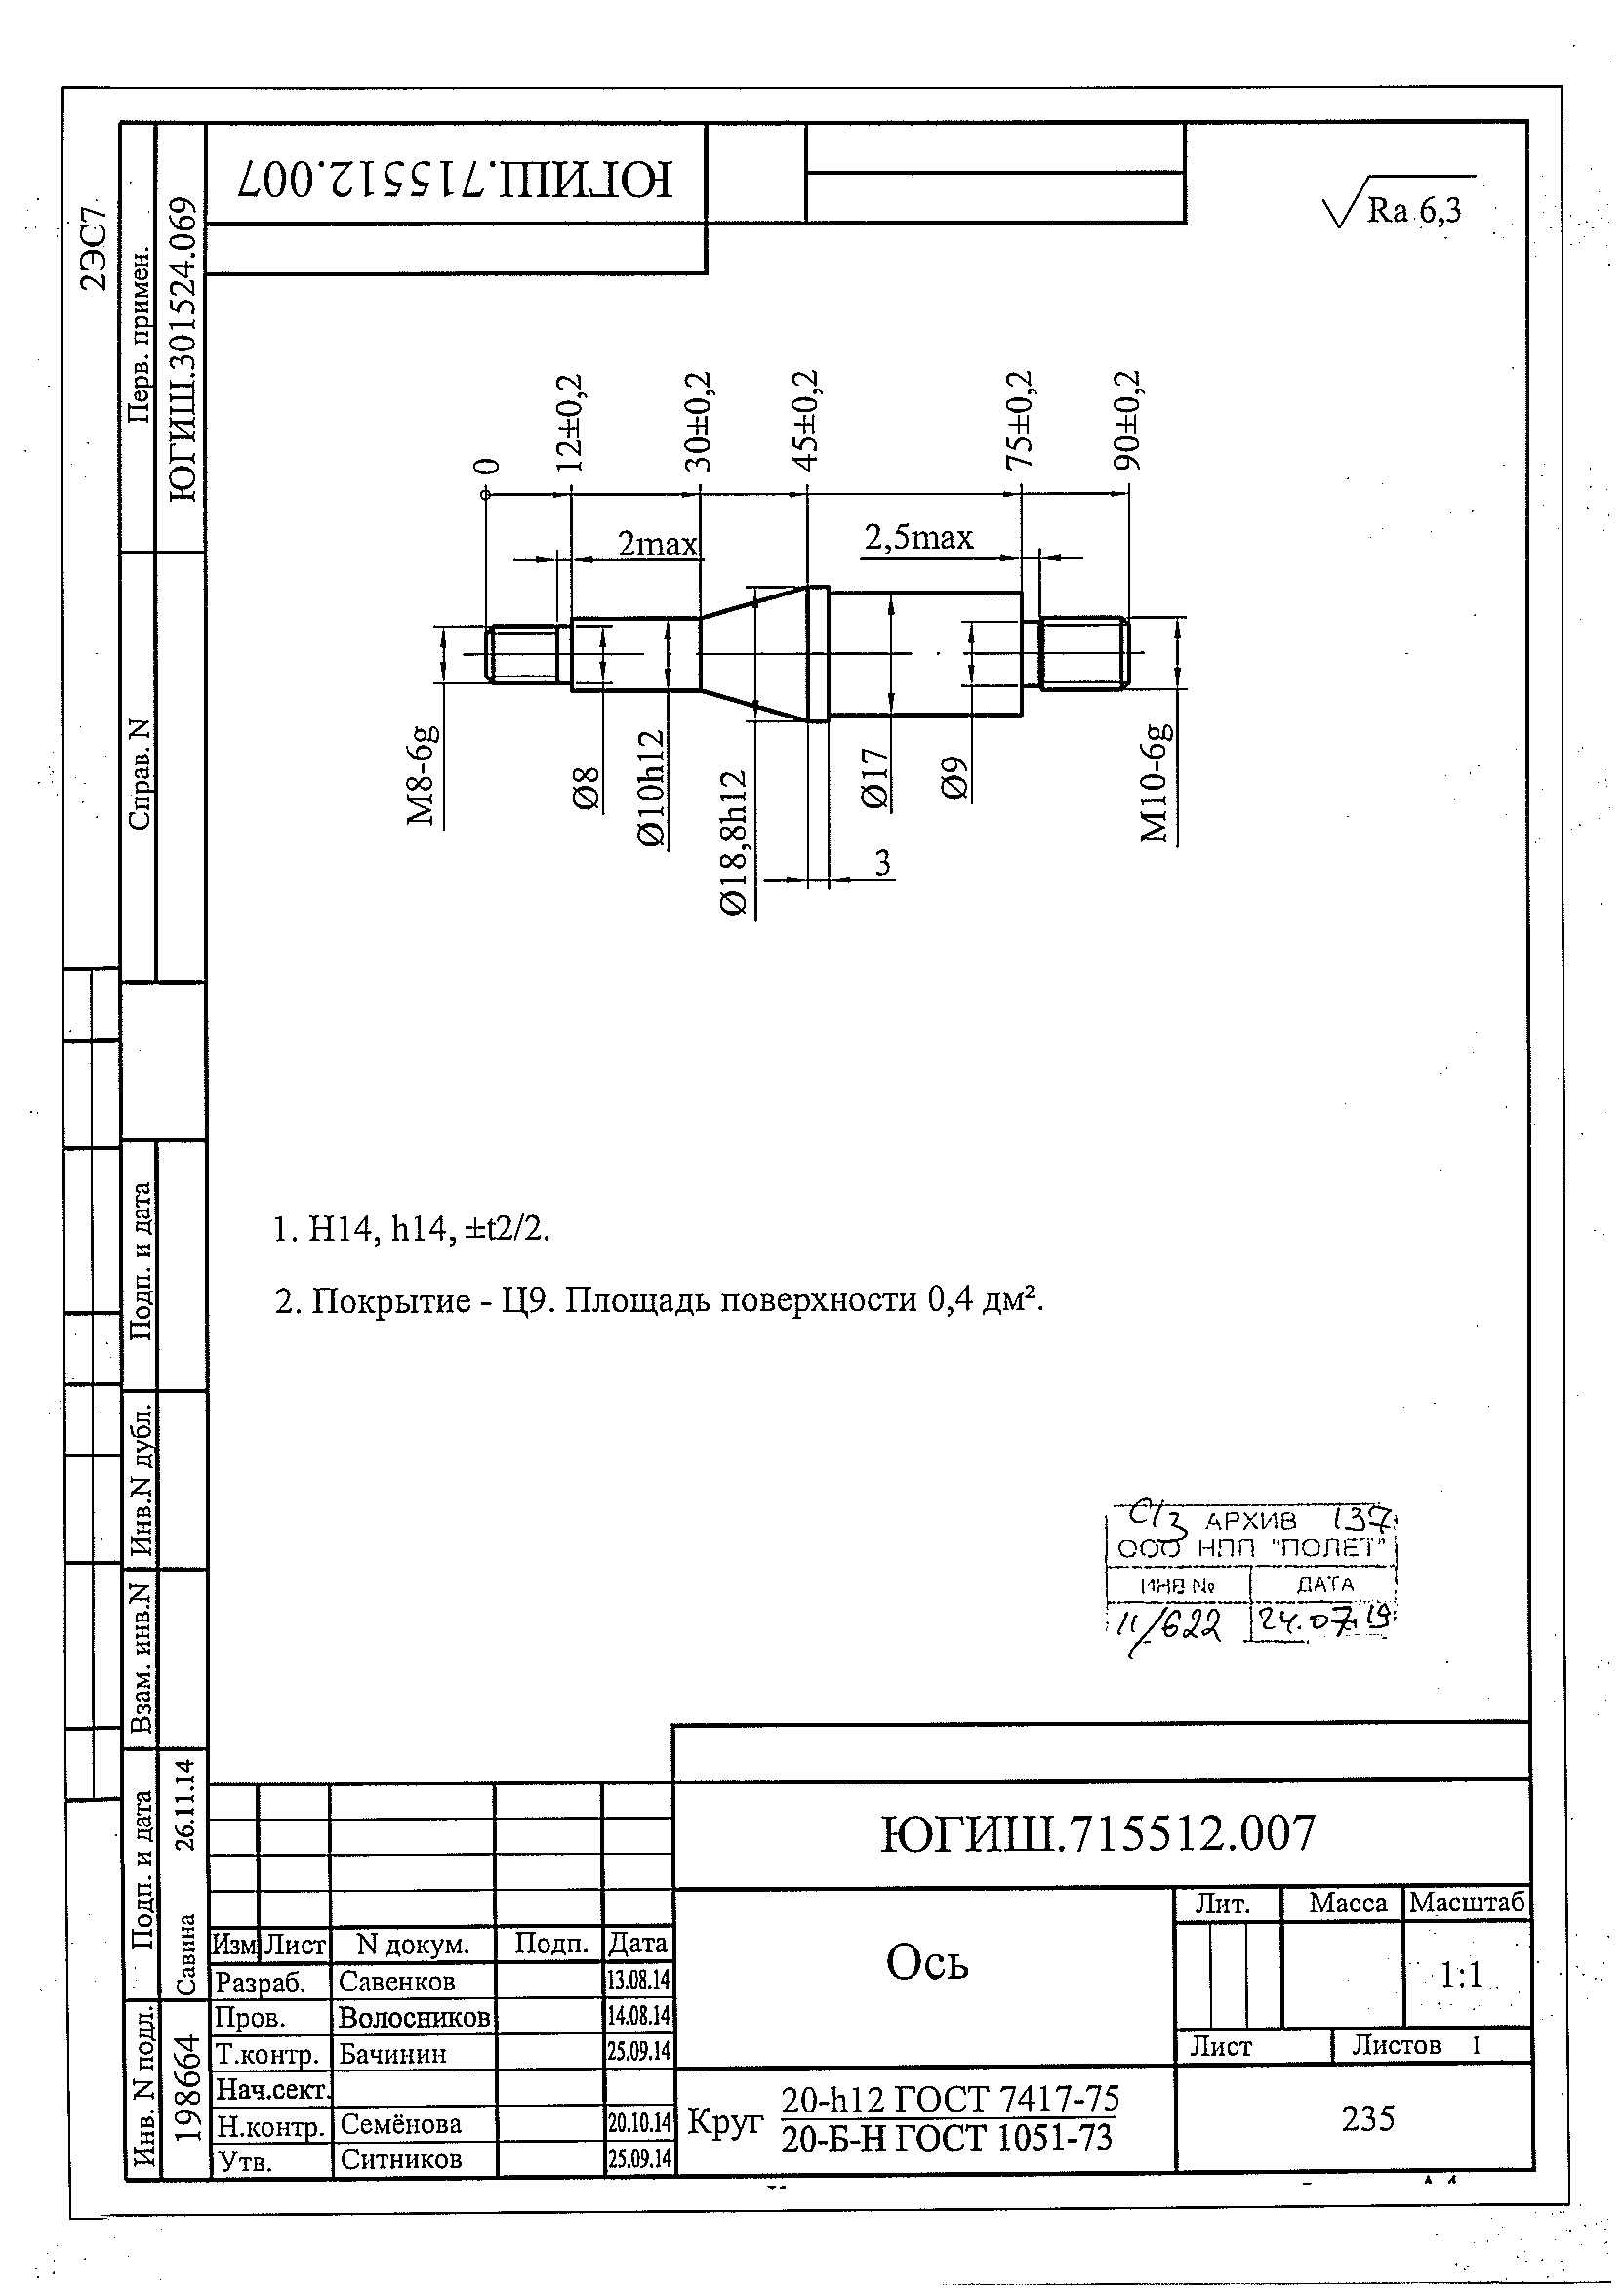 2ЭС7
Перв. примен.
ЮГИШ.301524.069
Справ. N
Подп. и дата
Инв.N дубл.
Взам. инв.N
Подп. и дата
Савина 26.11.14
Инв. N подл.
198664
ЮГИШ.715512.007
Ra 6,3
0
12±0,2
30±0,2
45±0,2
75±0,2
90±0,2
2max
2,5max
M8-6g
Ø8
Ø10h12
Ø18,8h12
Ø17
Ø9
M10-6g
3
1. H14, h14, ±t2/2.
2. Покрытие - Ц9. Площадь поверхности 0,4 дм².
АРХИВ 137
ООО НПП "ПОЛЕТ"
ИНВ № ДАТА
11/622 24.07.19
ЮГИШ.715512.007
Изм Лист N докум. Подп. Дата
Разраб. Савенков 13.08.14
Пров. Волосников 14.08.14
Т.контр. Бачинин 25.09.14
Нач.сект.
Н.контр. Семёнова 20.10.14
Утв. Ситников 25.09.14
Ось
Лит. Масса Масштаб
1:1
Лист Листов 1
Круг 20-h12 ГОСТ 7417-75
20-Б-Н ГОСТ 1051-73
235